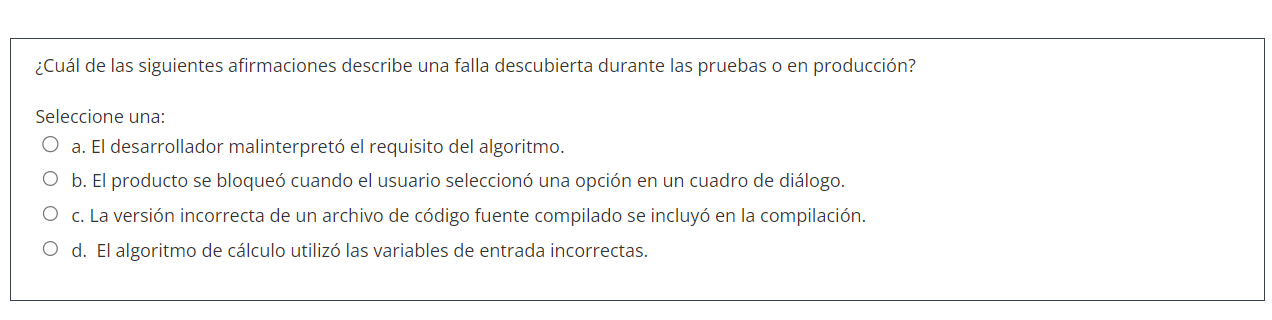 ¿Cuál de las siguientes afirmaciones describe una falla descubierta durante las pruebas o en producción?
Seleccione una:
a. El desarrollador malinterpretó el requisito del algoritmo.
b. El producto se bloqueó cuando el usuario seleccionó una opción en un cuadro de diálogo.
c. La versión incorrecta de un archivo de código fuente compilado se incluyó en la compilación.
d. El algoritmo de cálculo utilizó las variables de entrada incorrectas.